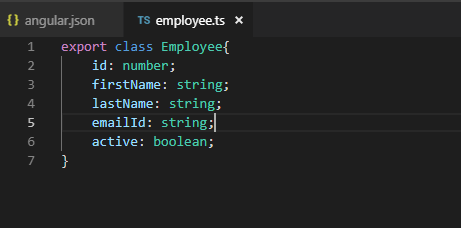 {} angular.json TS employee.ts ×
1 export class Employee{
2 id: number;
3 firstName: string;
4 lastName: string;
5 emailId: string;
6 active: boolean;
7 }